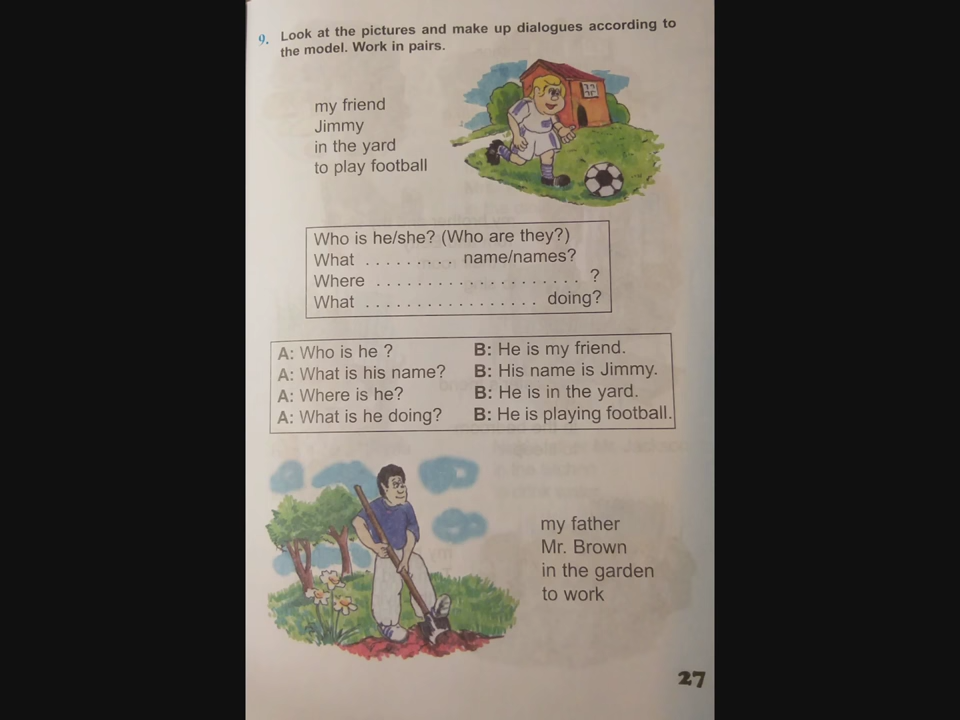 9. Look at the pictures and make up dialogues according to
the model. Work in pairs.
my friend
Jimmy
in the yard
to play football
Who is he/she? (Who are they?)
What . . . . . . . . . name/names?
Where . . . . . . . . . . . . . . . . . . . . ?
What . . . . . . . . . . . . . . . . . doing?
A: Who is he ? B: He is my friend.
A: What is his name? B: His name is Jimmy.
A: Where is he? B: He is in the yard.
A: What is he doing? B: He is playing football.
my father
Mr. Brown
in the garden
to work
27